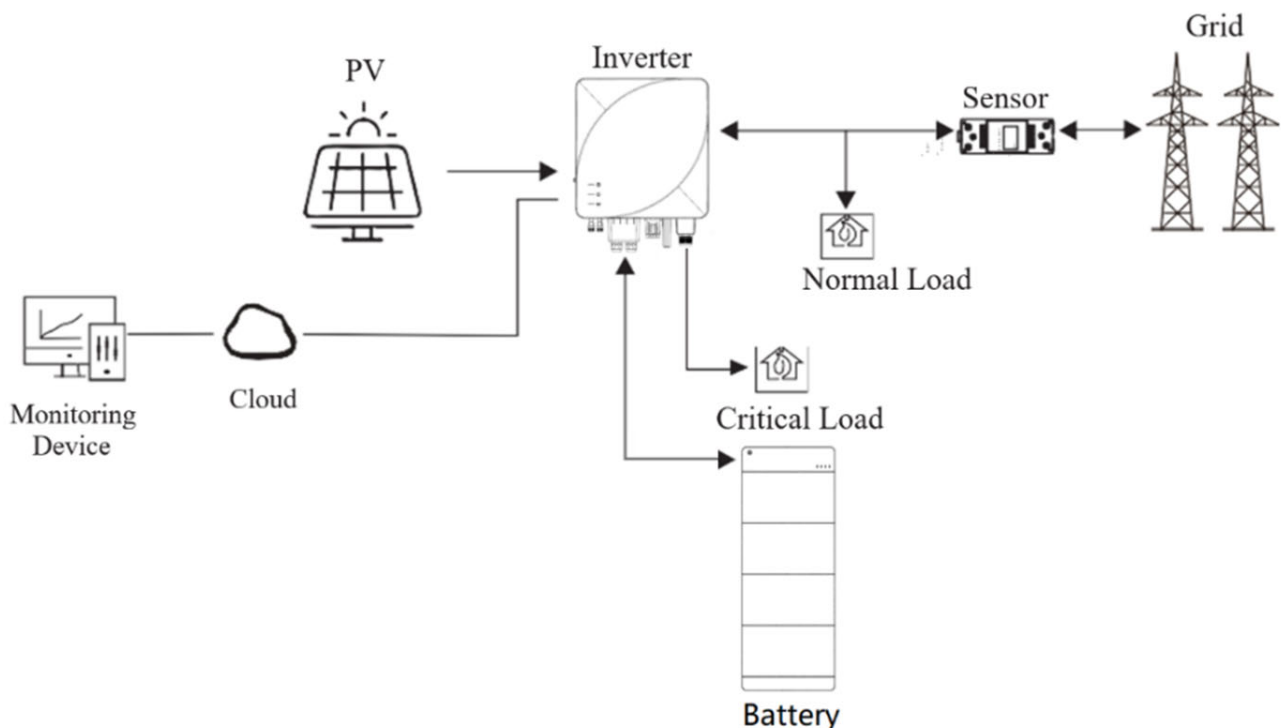 Grid
Inverter
PV
Sensor
Normal Load
Cloud
Monitoring
Device
Critical Load
Battery